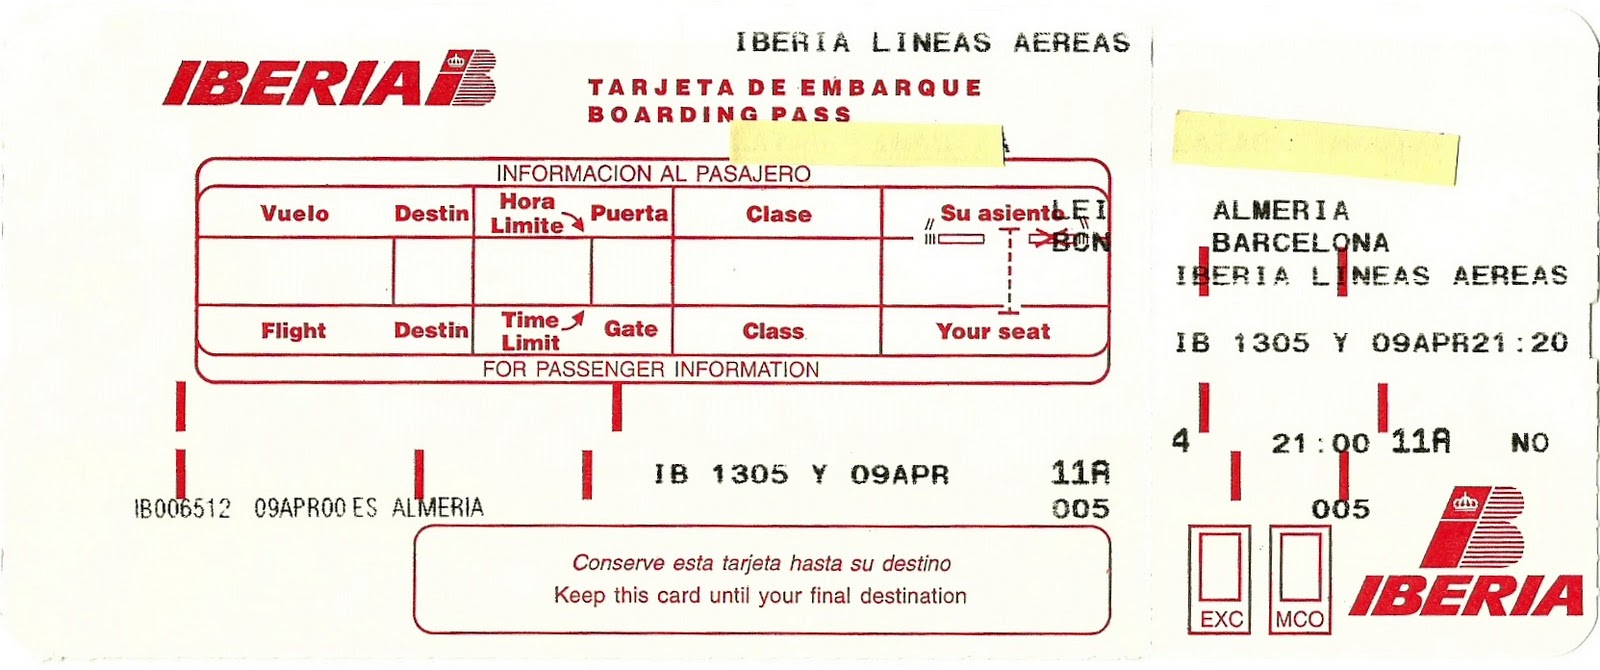 IBERIA LINEAS AEREAS
IBERIA IB
TARJETA DE EMBARQUE
BOARDING PASS
INFORMACION AL PASAJERO
Vuelo Destin Hora Limite Puerta Clase Su asiento
LEI
BCN
Flight Destin Time Limit Gate Class Your seat
FOR PASSENGER INFORMATION
IB 1305 Y 09APR 11A
IB006512 09APR00 ES ALMERIA 005
Conserve esta tarjeta hasta su destino
Keep this card until your final destination
ALMERIA
BARCELONA
IBERIA LINEAS AEREAS
IB 1305 Y 09APR21:20
4 21:00 11A NO
005
EXC MCO
IB
IBERIA